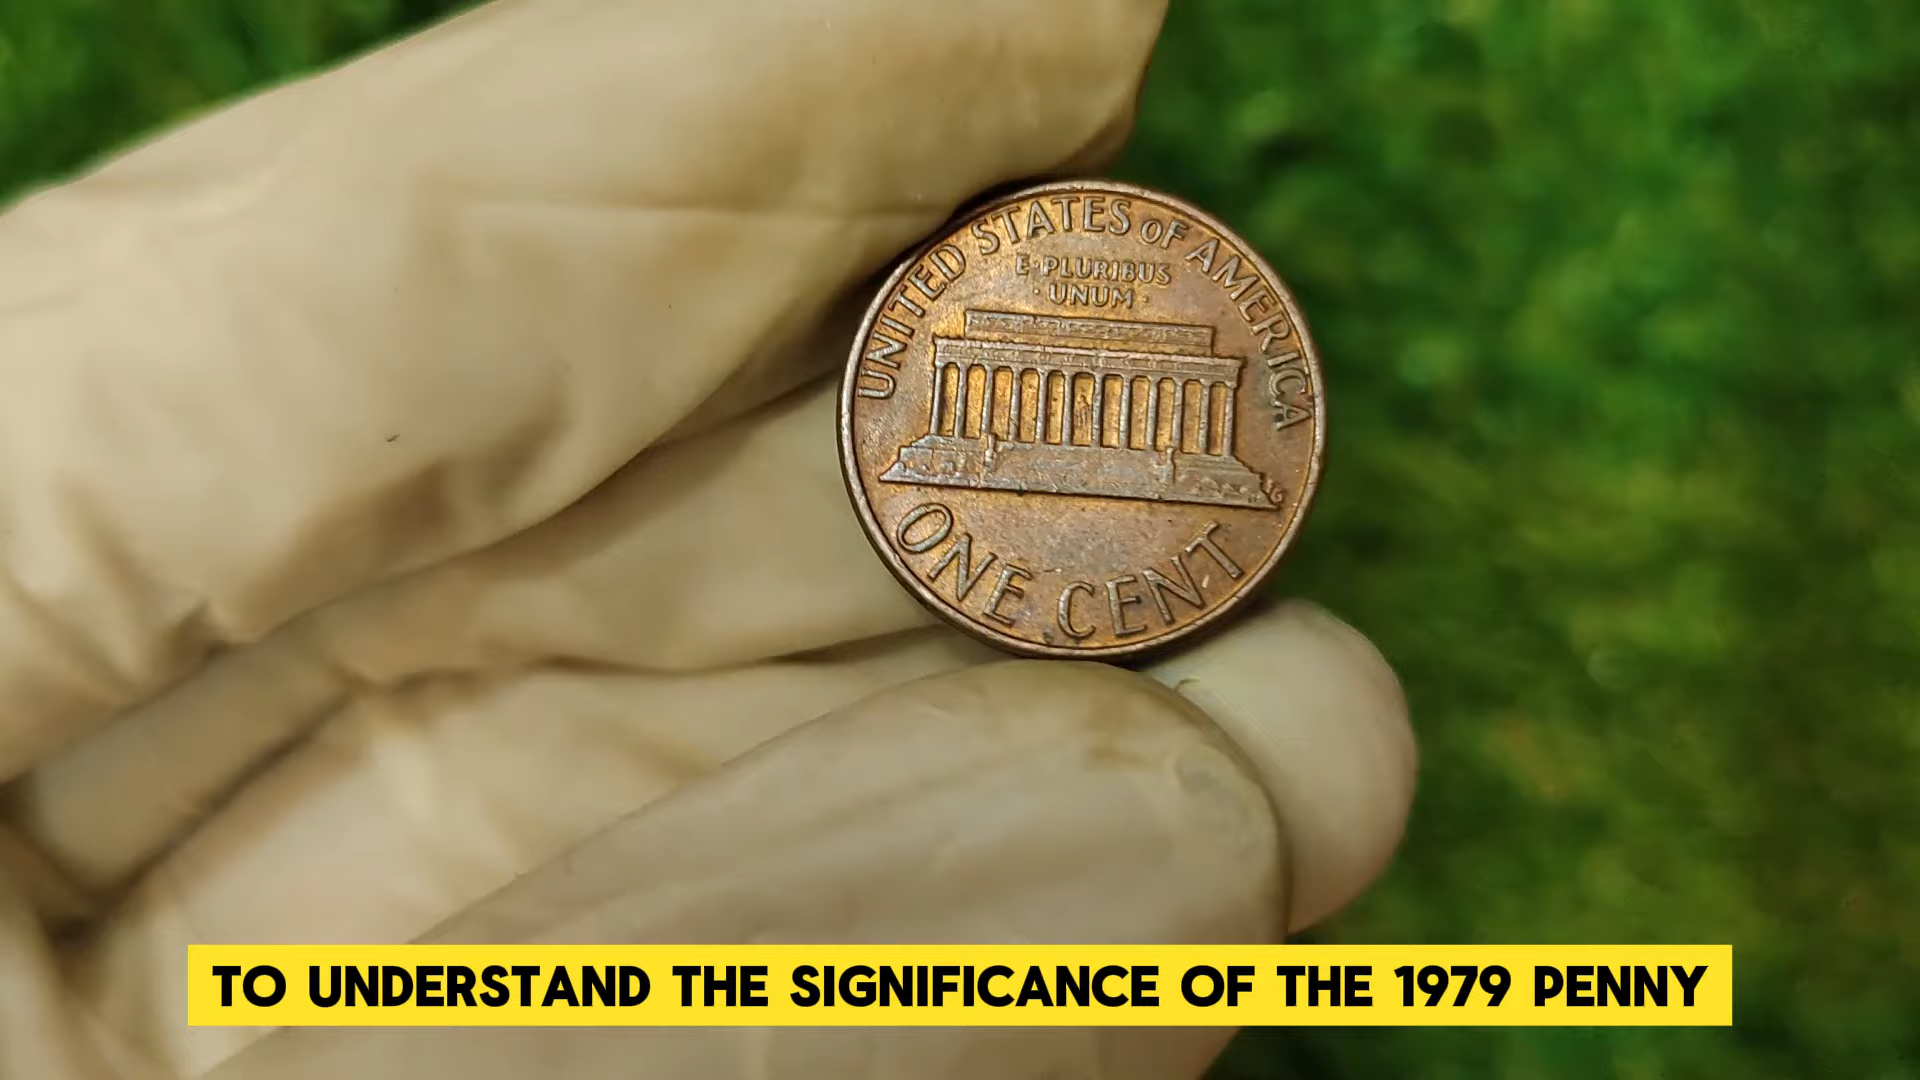 UNITED STATES OF AMERICA
E·PLURIBUS
·UNUM·
ONE CENT
TO UNDERSTAND THE SIGNIFICANCE OF THE 1979 PENNY